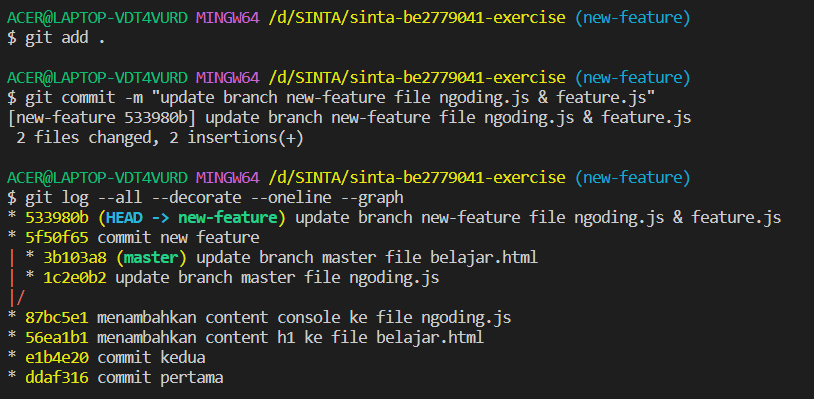 ACER@LAPTOP-VDT4VURD MINGW64 /d/SINTA/sinta-be2779041-exercise (new-feature)
$ git add .
ACER@LAPTOP-VDT4VURD MINGW64 /d/SINTA/sinta-be2779041-exercise (new-feature)
$ git commit -m "update branch new-feature file ngoding.js & feature.js"
[new-feature 533980b] update branch new-feature file ngoding.js & feature.js
 2 files changed, 2 insertions(+)
ACER@LAPTOP-VDT4VURD MINGW64 /d/SINTA/sinta-be2779041-exercise (new-feature)
$ git log --all --decorate --oneline --graph
* 533980b (HEAD -> new-feature) update branch new-feature file ngoding.js & feature.js
* 5f50f65 commit new feature
| * 3b103a8 (master) update branch master file belajar.html
| * 1c2e0b2 update branch master file ngoding.js
|/
* 87bc5e1 menambahkan content console ke file ngoding.js
* 56ea1b1 menambahkan content h1 ke file belajar.html
* e1b4e20 commit kedua
* ddaf316 commit pertama